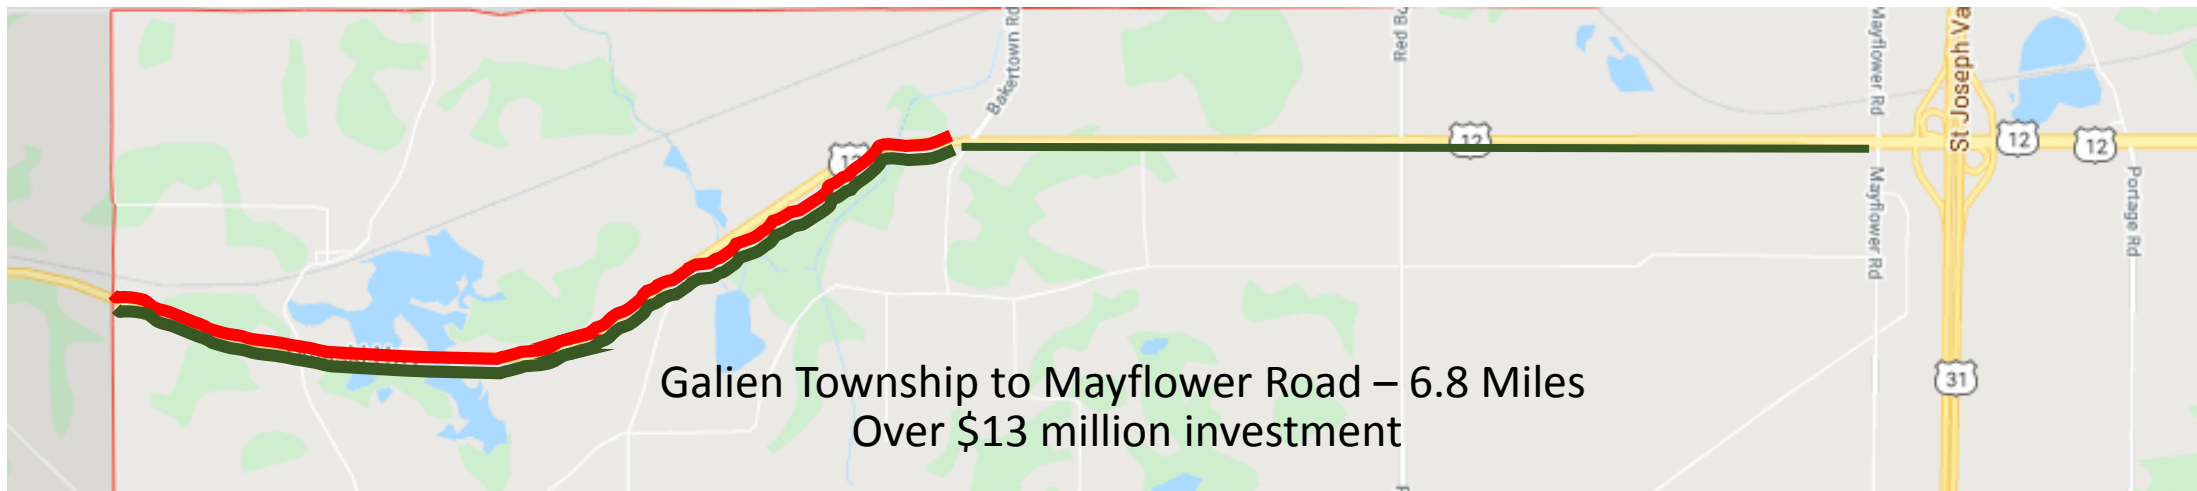 Bakertown Rd
Red Bu
Mayflower Rd
St Joseph Va
12
12
12
12
Mayflower Rd
Portage Rd
31
Galien Township to Mayflower Road – 6.8 Miles
Over $13 million investment